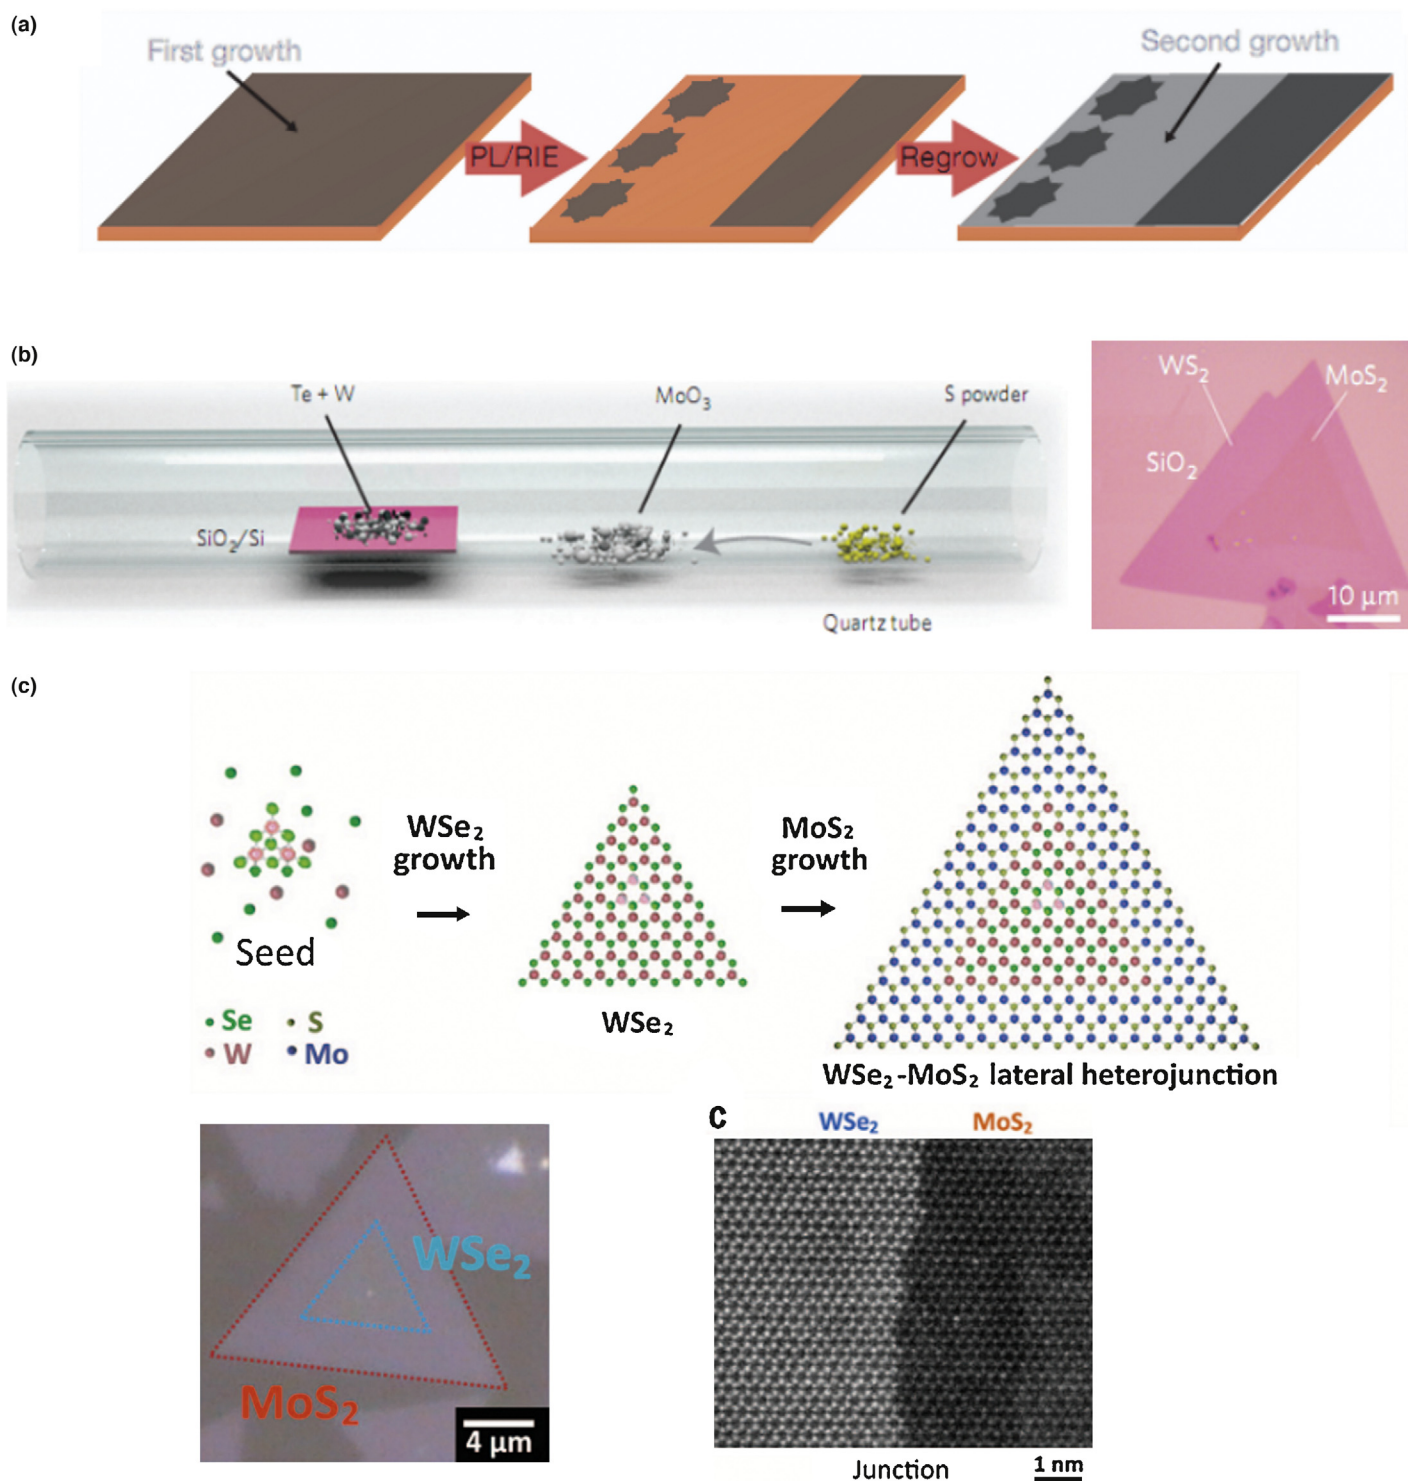 (a)
First growth
Second growth
PL/RIE
Regrow
(b)
Te + W
MoO₃
S powder
SiO₂/Si
Quartz tube
WS₂
MoS₂
SiO₂
10 μm
(c)
WSe₂
growth
MoS₂
growth
Seed
Se
S
W
Mo
WSe₂
WSe₂-MoS₂ lateral heterojunction
WSe₂
MoS₂
4 μm
C
WSe₂
MoS₂
Junction
1 nm